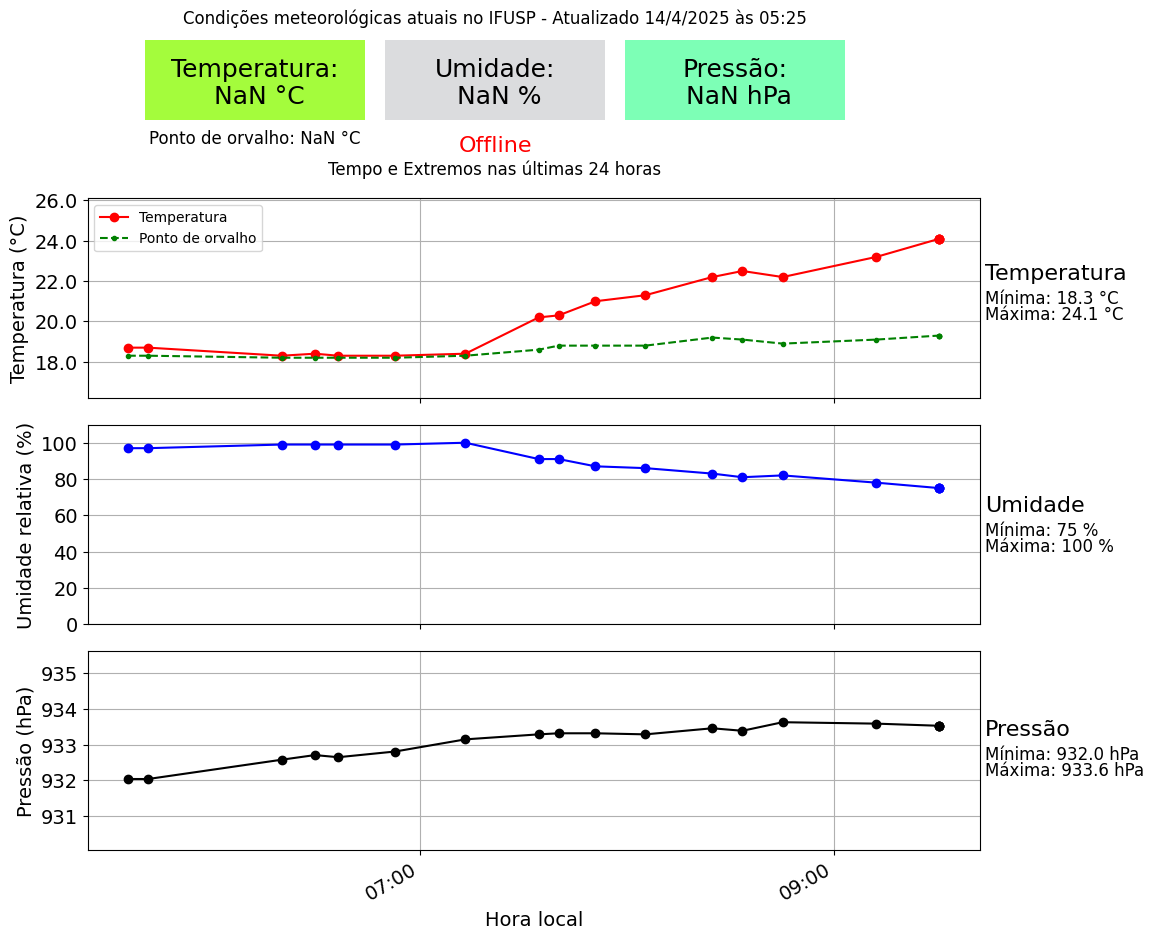 Condições meteorológicas atuais no IFUSP - Atualizado 14/4/2025 às 05:25
Temperatura:
NaN °C
Umidade:
NaN %
Pressão:
NaN hPa
Ponto de orvalho: NaN °C
Offline
Tempo e Extremos nas últimas 24 horas
Temperatura (°C)
26.0
24.0
22.0
20.0
18.0
Temperatura
Ponto de orvalho
Temperatura
Mínima: 18.3 °C
Máxima: 24.1 °C
Umidade relativa (%)
100
80
60
40
20
0
Umidade
Mínima: 75 %
Máxima: 100 %
Pressão (hPa)
935
934
933
932
931
Pressão
Mínima: 932.0 hPa
Máxima: 933.6 hPa
07:00
09:00
Hora local